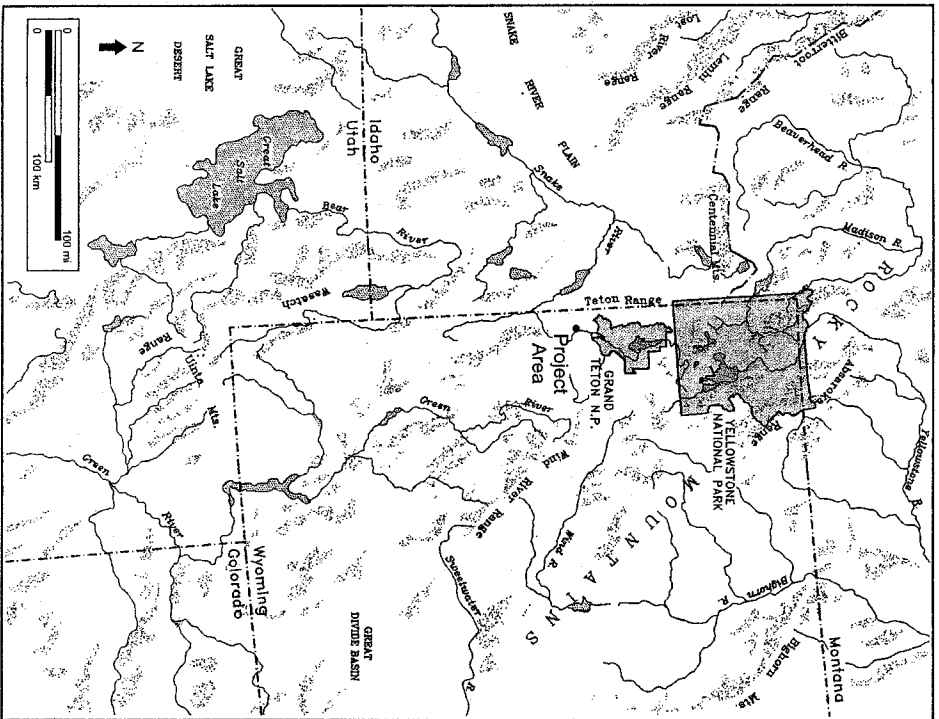 Bitterroot
Range
Lemhi
Range
Lost
River
Range
SNAKE
RIVER
PLAIN
Snake
River
Beaverhead R.
Madison R.
Centennial Mts
ROCKY
MOUNTAINS
Yellowstone R.
Absaroka
Range
YELLOWSTONE
NATIONAL PARK
Montana
Teton Range
GRAND
TETON N.P.
Project
Area
Bighorn
R.
Bighorn
Mts
Wind R.
Wind
River
Range
Green
River
Sweetwater
R.
GREAT
DIVIDE BASIN
Wyoming
Colorado
Idaho
Utah
Bear
River
Wasatch
Range
Uinta
Mts.
Green
River
Great
Salt
Lake
GREAT
SALT LAKE
DESERT
N
0
100 mi
0
100 km